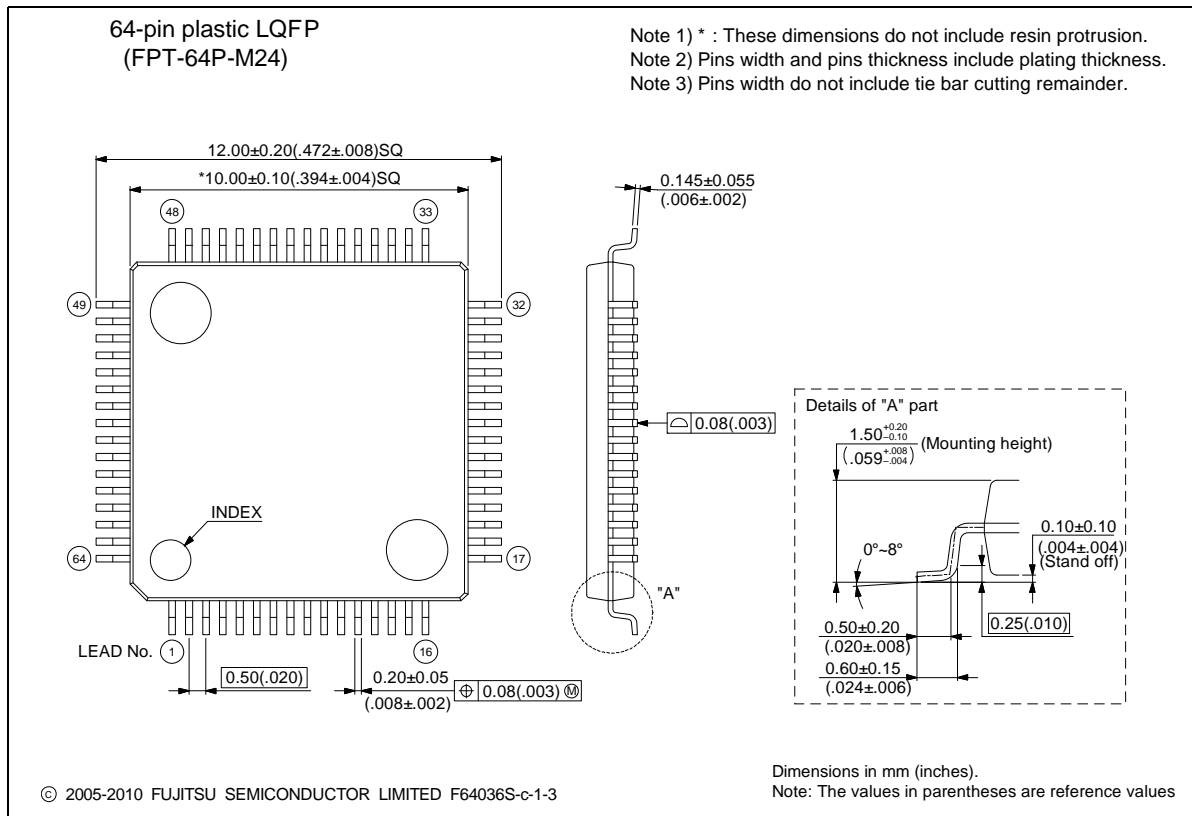 64-pin plastic LQFP
(FPT-64P-M24)
Note 1) * : These dimensions do not include resin protrusion.
Note 2) Pins width and pins thickness include plating thickness.
Note 3) Pins width do not include tie bar cutting remainder.
12.00±0.20(.472±.008)SQ
*10.00±0.10(.394±.004)SQ
0.145±0.055
(.006±.002)
48
33
49
32
0.08(.003)
INDEX
64
17
"A"
LEAD No. 1
16
0.50(.020)
0.20±0.05
(.008±.002)
0.08(.003) Ⓜ
Details of "A" part
1.50 +0.20 −0.10 (Mounting height)
(.059 +.008 −.004)
0°~8°
0.10±0.10
(.004±.004)
(Stand off)
0.25(.010)
0.50±0.20
(.020±.008)
0.60±0.15
(.024±.006)
© 2005-2010 FUJITSU SEMICONDUCTOR LIMITED F64036S-c-1-3
Dimensions in mm (inches).
Note: The values in parentheses are reference values